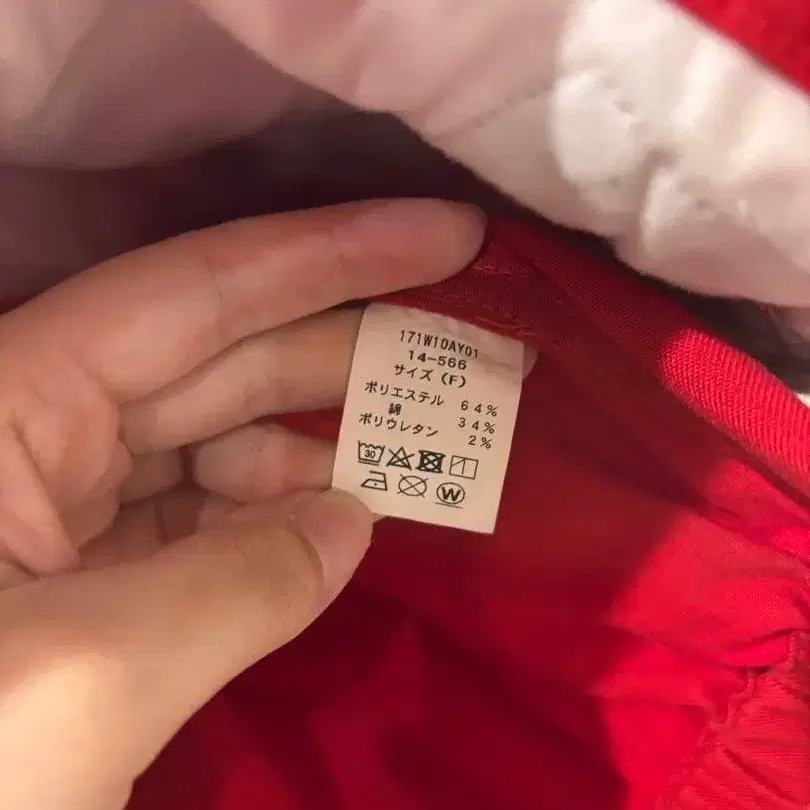 171W10AY01
14-566
サイズ(F)
ポリエステル 64%
綿 34%
ポリウレタン 2%
30
W